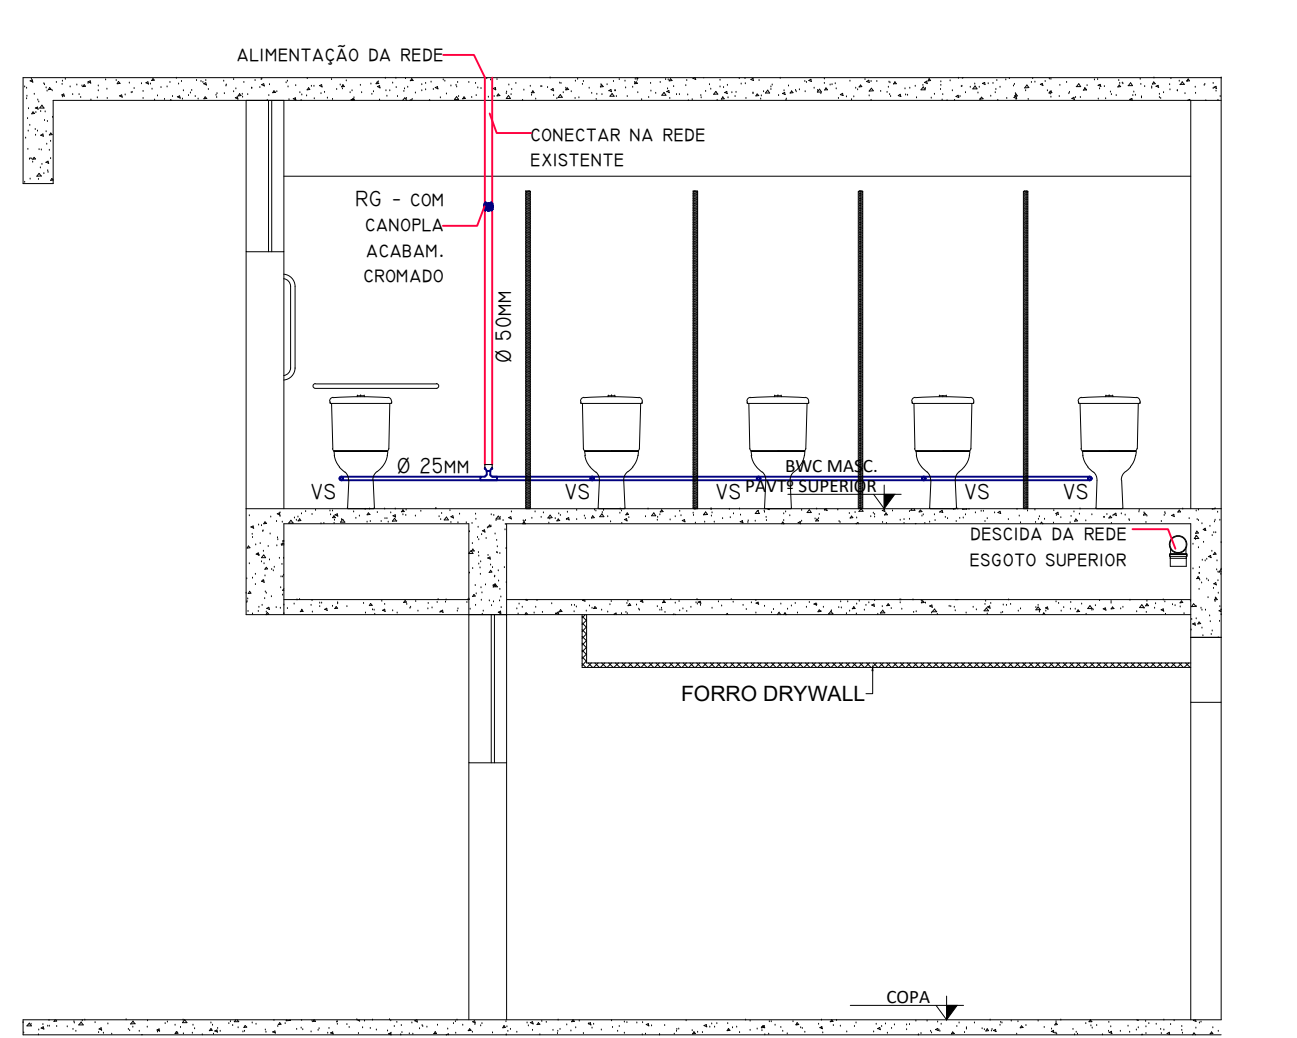 ALIMENTAÇÃO DA REDE
CONECTAR NA REDE
EXISTENTE
RG - COM
CANOPLA
ACABAM.
CROMADO
Ø 50MM
Ø 25MM
BWC MASC.
PAVTº SUPERIOR
VS
VS
VS
VS
VS
DESCIDA DA REDE
ESGOTO SUPERIOR
FORRO DRYWALL
COPA